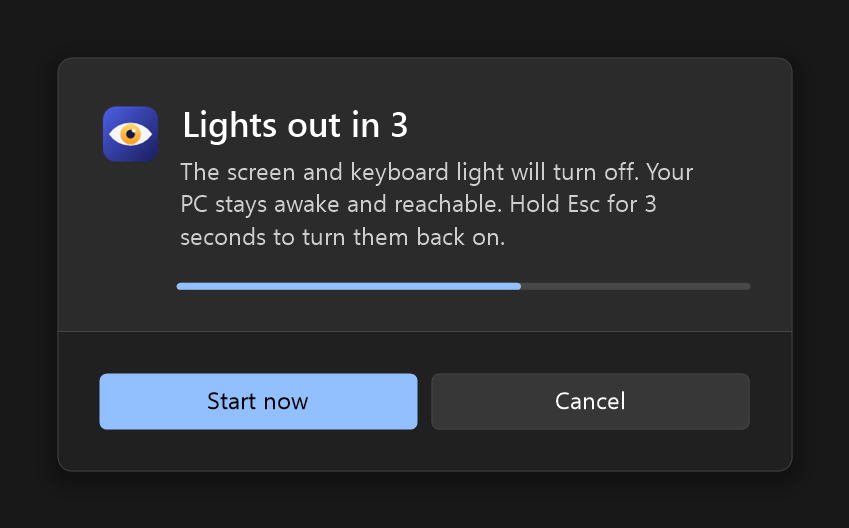 Lights out in 3
The screen and keyboard light will turn off. Your
PC stays awake and reachable. Hold Esc for 3
seconds to turn them back on.
Start now
Cancel